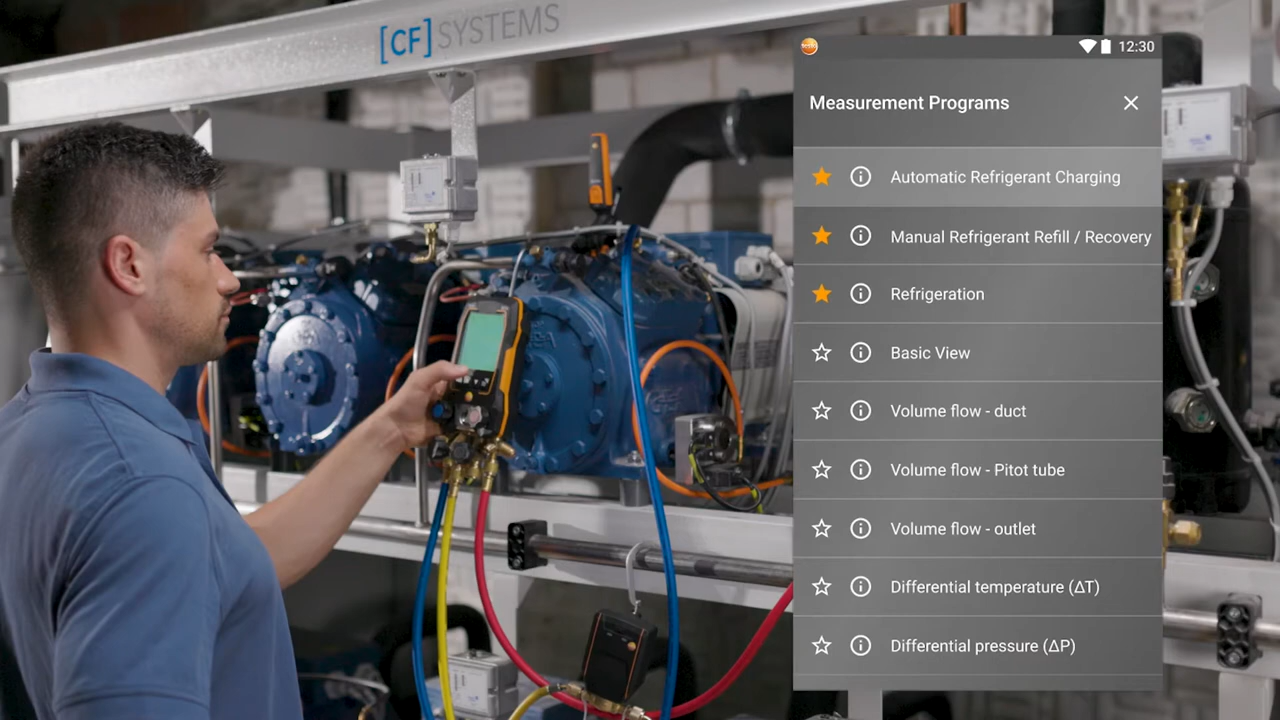 [CF] SYSTEMS
testo
12:30
Measurement Programs
Automatic Refrigerant Charging
Manual Refrigerant Refill / Recovery
Refrigeration
Basic View
Volume flow - duct
Volume flow - Pitot tube
Volume flow - outlet
Differential temperature (ΔT)
Differential pressure (ΔP)